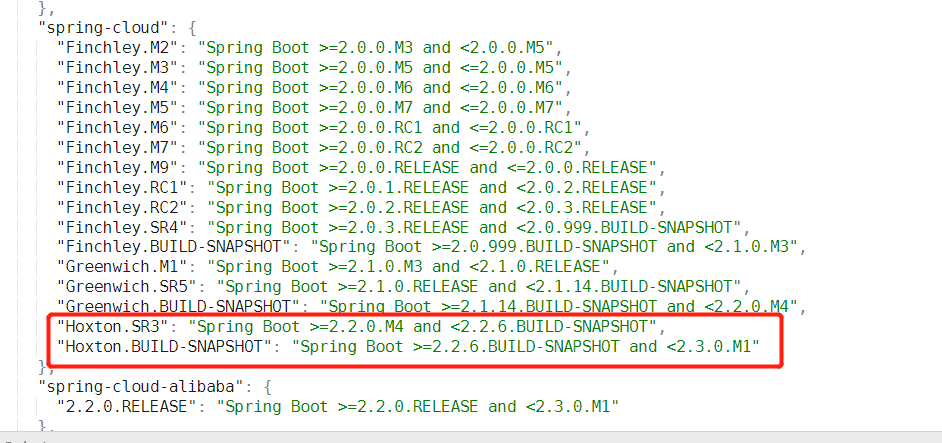 },
"spring-cloud": {
"Finchley.M2": "Spring Boot >=2.0.0.M3 and <2.0.0.M5",
"Finchley.M3": "Spring Boot >=2.0.0.M5 and <=2.0.0.M5",
"Finchley.M4": "Spring Boot >=2.0.0.M6 and <=2.0.0.M6",
"Finchley.M5": "Spring Boot >=2.0.0.M7 and <=2.0.0.M7",
"Finchley.M6": "Spring Boot >=2.0.0.RC1 and <=2.0.0.RC1",
"Finchley.M7": "Spring Boot >=2.0.0.RC2 and <=2.0.0.RC2",
"Finchley.M9": "Spring Boot >=2.0.0.RELEASE and <=2.0.0.RELEASE",
"Finchley.RC1": "Spring Boot >=2.0.1.RELEASE and <2.0.2.RELEASE",
"Finchley.RC2": "Spring Boot >=2.0.2.RELEASE and <2.0.3.RELEASE",
"Finchley.SR4": "Spring Boot >=2.0.3.RELEASE and <2.0.999.BUILD-SNAPSHOT",
"Finchley.BUILD-SNAPSHOT": "Spring Boot >=2.0.999.BUILD-SNAPSHOT and <2.1.0.M3",
"Greenwich.M1": "Spring Boot >=2.1.0.M3 and <2.1.0.RELEASE",
"Greenwich.SR5": "Spring Boot >=2.1.0.RELEASE and <2.1.14.BUILD-SNAPSHOT",
"Greenwich.BUILD-SNAPSHOT": "Spring Boot >=2.1.14.BUILD-SNAPSHOT and <2.2.0.M4",
"Hoxton.SR3": "Spring Boot >=2.2.0.M4 and <2.2.6.BUILD-SNAPSHOT",
"Hoxton.BUILD-SNAPSHOT": "Spring Boot >=2.2.6.BUILD-SNAPSHOT and <2.3.0.M1"
},
"spring-cloud-alibaba": {
"2.2.0.RELEASE": "Spring Boot >=2.2.0.RELEASE and <2.3.0.M1"
},